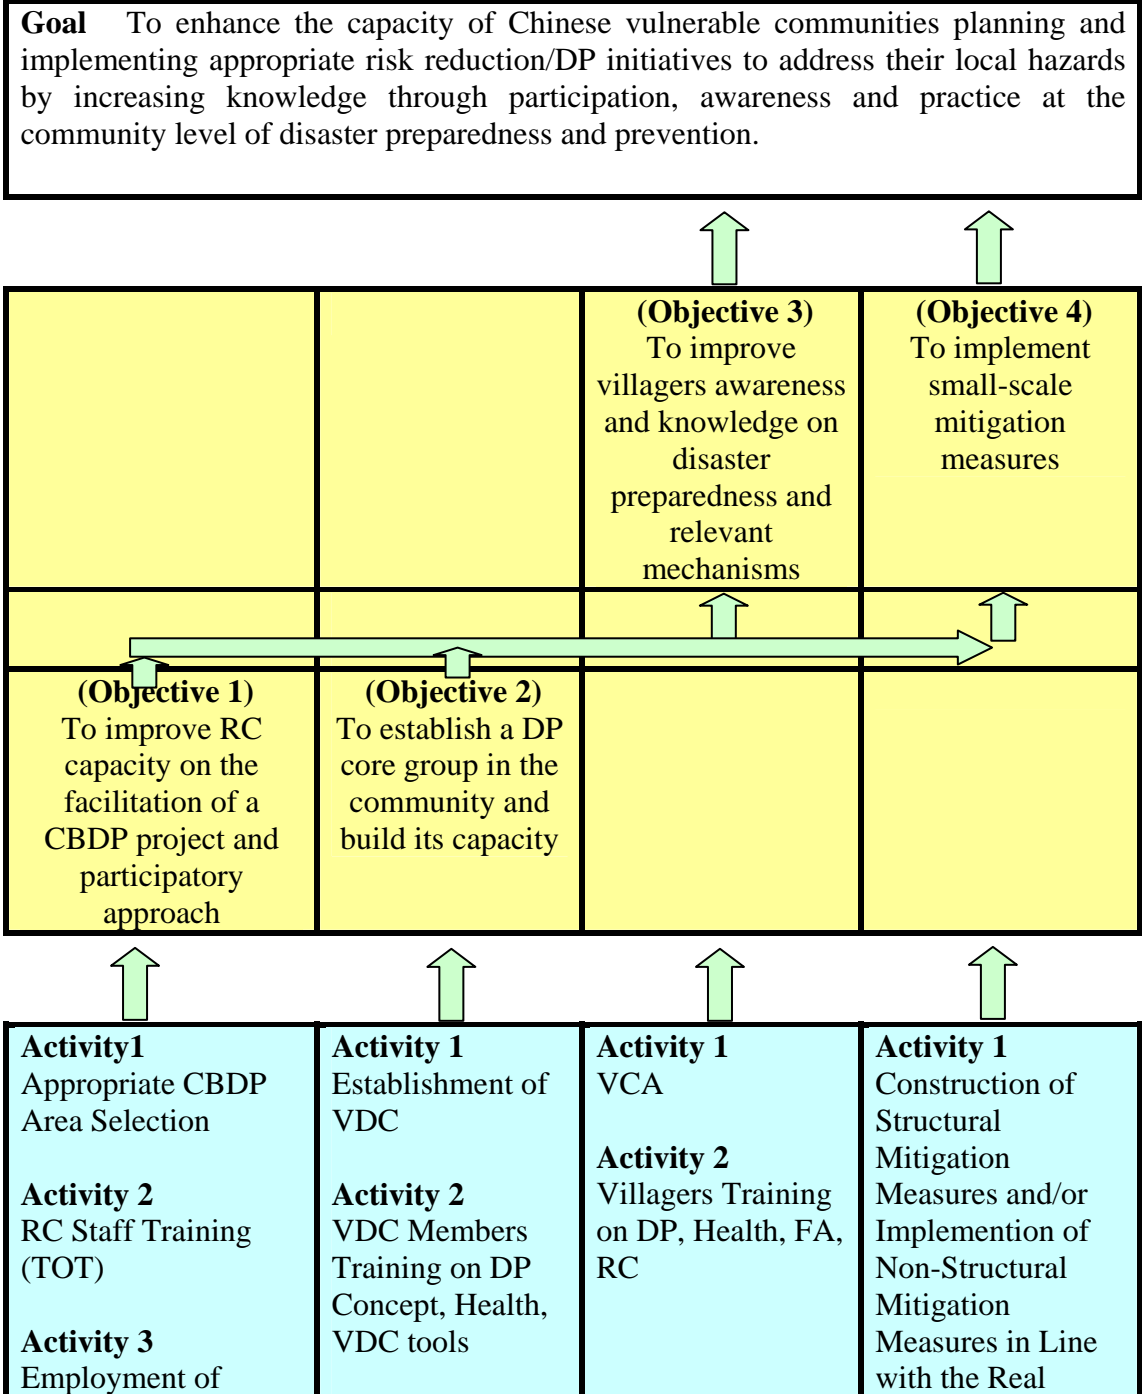 Goal To enhance the capacity of Chinese vulnerable communities planning and
implementing appropriate risk reduction/DP initiatives to address their local hazards
by increasing knowledge through participation, awareness and practice at the
community level of disaster preparedness and prevention.
(Objective 3)
To improve
villagers awareness
and knowledge on
disaster
preparedness and
relevant
mechanisms
(Objective 4)
To implement
small-scale
mitigation
measures
(Objective 1)
To improve RC
capacity on the
facilitation of a
CBDP project and
participatory
approach
(Objective 2)
To establish a DP
core group in the
community and
build its capacity
Activity1
Appropriate CBDP
Area Selection
Activity 2
RC Staff Training
(TOT)
Activity 3
Employment of
Activity 1
Establishment of
VDC
Activity 2
VDC Members
Training on DP
Concept, Health,
VDC tools
Activity 1
VCA
Activity 2
Villagers Training
on DP, Health, FA,
RC
Activity 1
Construction of
Structural
Mitigation
Measures and/or
Implemention of
Non-Structural
Mitigation
Measures in Line
with the Real